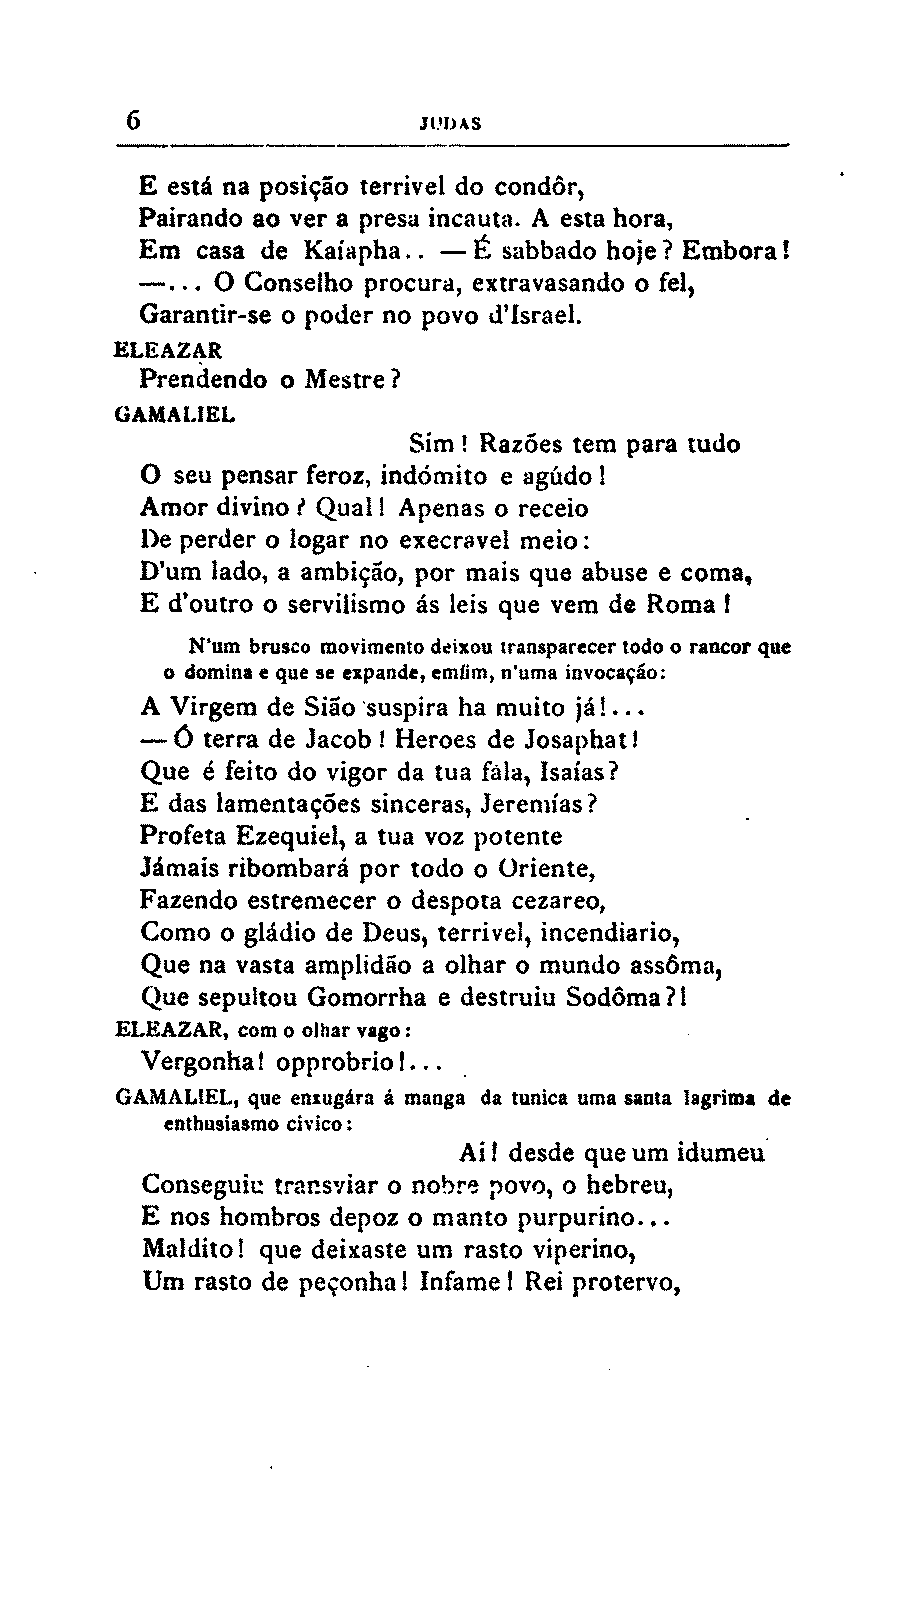 6 JUDAS
E está na posição terrivel do condôr,
Pairando ao ver a presa incauta. A esta hora,
Em casa de Kaíapha.. — É sabbado hoje? Embora!
—... O Conselho procura, extravasando o fel,
Garantir-se o poder no povo d'Israel.
ELEAZAR
Prendendo o Mestre?
GAMALIEL
Sim! Razões tem para tudo
O seu pensar feroz, indómito e agúdo!
Amor divino? Qual! Apenas o receio
De perder o logar no execravel meio:
D'um lado, a ambição, por mais que abuse e coma,
E d'outro o servilismo ás leis que vem de Roma!
N'um brusco movimento deixou transparecer todo o rancor que
o domina e que se expande, emfim, n'uma invocação:
A Virgem de Sião suspira ha muito já!...
— Ó terra de Jacob! Heroes de Josaphat!
Que é feito do vigor da tua fála, Isaías?
E das lamentações sinceras, Jeremías?
Profeta Ezequiel, a tua voz potente
Jámais ribombará por todo o Oriente,
Fazendo estremecer o despota cezareo,
Como o gládio de Deus, terrivel, incendiario,
Que na vasta amplidão a olhar o mundo assôma,
Que sepultou Gomorrha e destruiu Sodôma?!
ELEAZAR, com o olhar vago:
Vergonha! opprobrio!...
GAMALIEL, que enxugára á manga da tunica uma santa lagrima de
enthusiasmo civico:
Ai! desde que um idumeu
Conseguiu transviar o nobre povo, o hebreu,
E nos hombros depoz o manto purpurino...
Maldito! que deixaste um rasto viperino,
Um rasto de peçonha! Infame! Rei protervo,